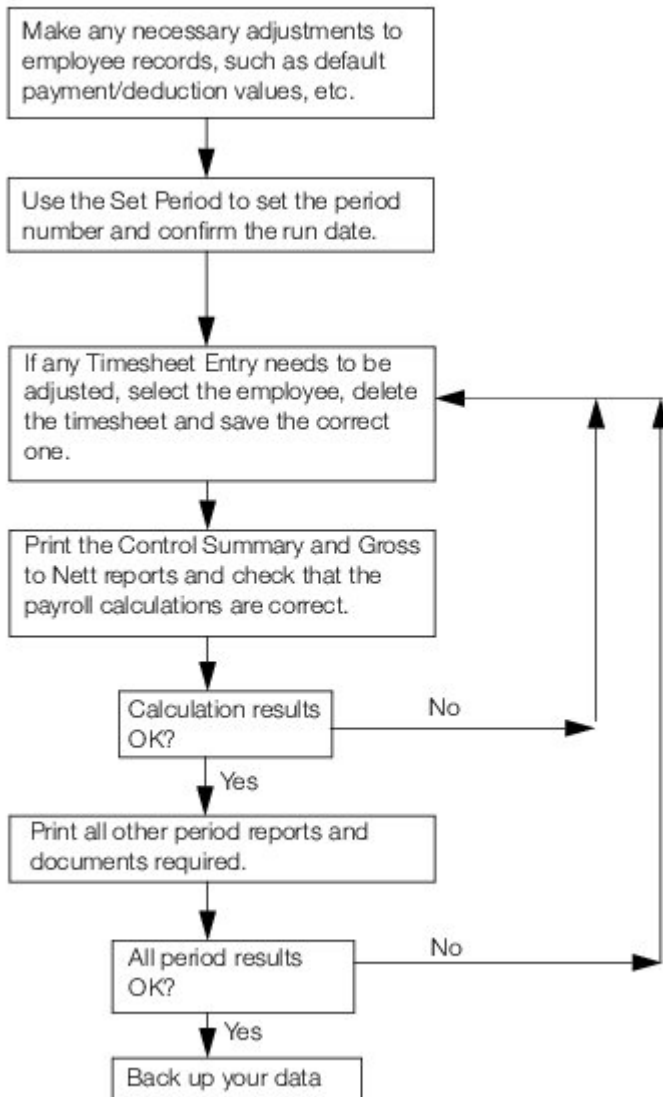 Make any necessary adjustments to
employee records, such as default
payment/deduction values, etc.
Use the Set Period to set the period
number and confirm the run date.
If any Timesheet Entry needs to be
adjusted, select the employee, delete
the timesheet and save the correct
one.
Print the Control Summary and Gross
to Nett reports and check that the
payroll calculations are correct.
Calculation results
OK?
No
Yes
Print all other period reports and
documents required.
All period results
OK?
No
Yes
Back up your data